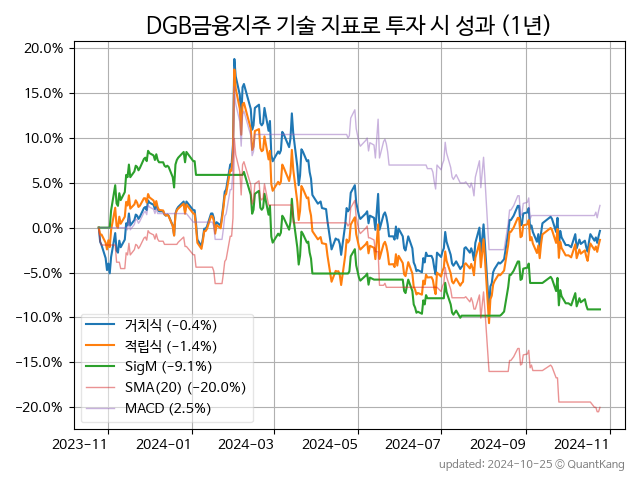 DGB금융지주 기술 지표로 투자 시 성과 (1년)
20.0%
15.0%
10.0%
5.0%
0.0%
−5.0%
−10.0%
−15.0%
−20.0%
거치식 (−0.4%)
적립식 (−1.4%)
SigM (−9.1%)
SMA(20) (−20.0%)
MACD (2.5%)
2023-11 2024-01 2024-03 2024-05 2024-07 2024-09 2024-11
updated: 2024-10-25 © QuantKang